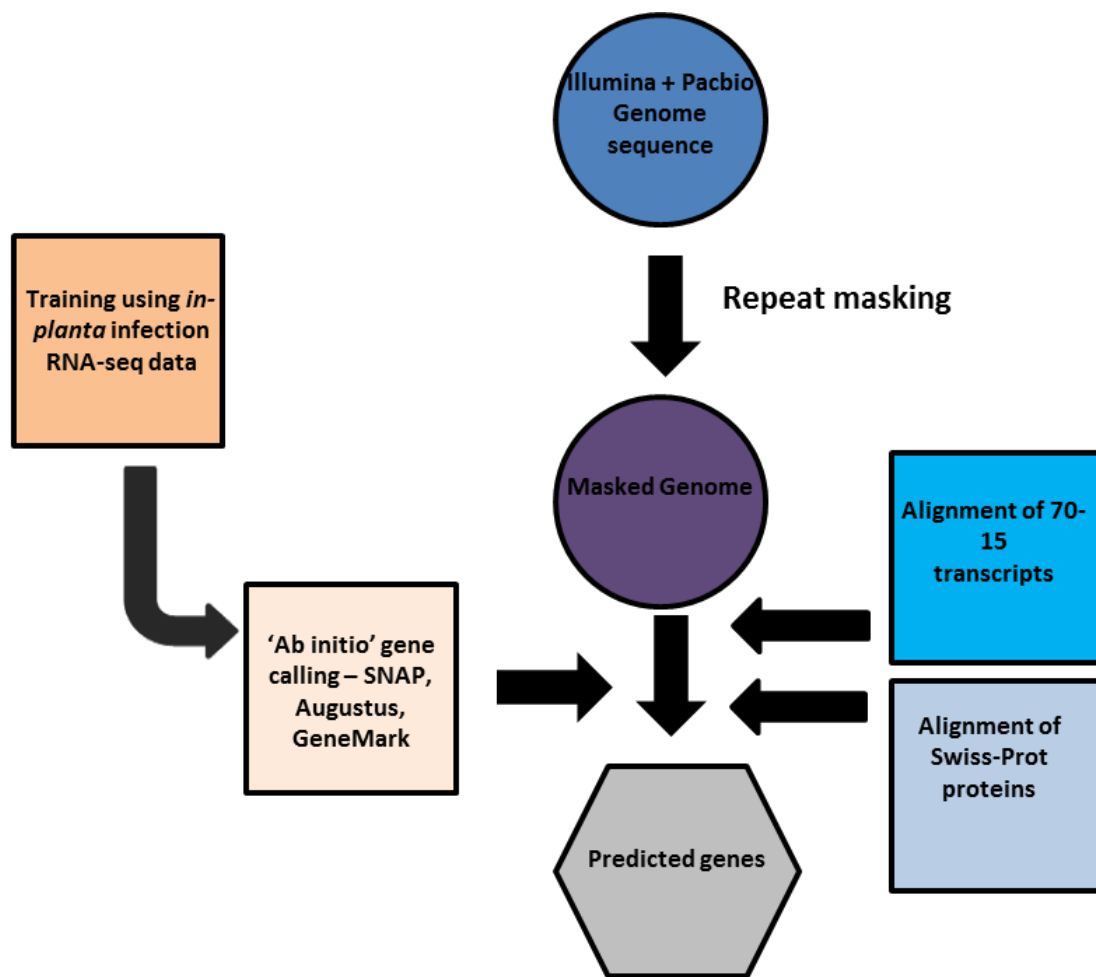 Illumina + Pacbio
Genome
sequence
Repeat masking
Training using in-
planta infection
RNA-seq data
Masked Genome
Alignment of 70-
15
transcripts
'Ab initio' gene
calling – SNAP,
Augustus,
GeneMark
Alignment of
Swiss-Prot
proteins
Predicted genes